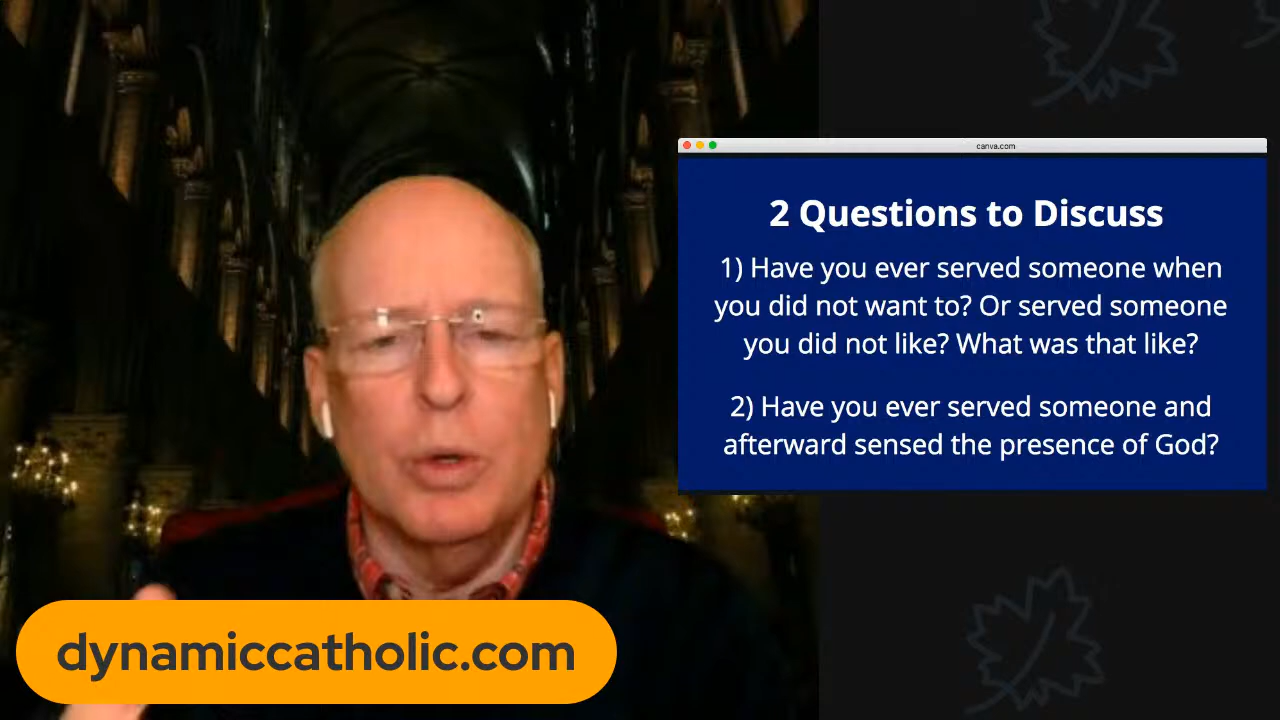 canva.com
2 Questions to Discuss
1) Have you ever served someone when
you did not want to? Or served someone
you did not like? What was that like?
2) Have you ever served someone and
afterward sensed the presence of God?
dynamiccatholic.com